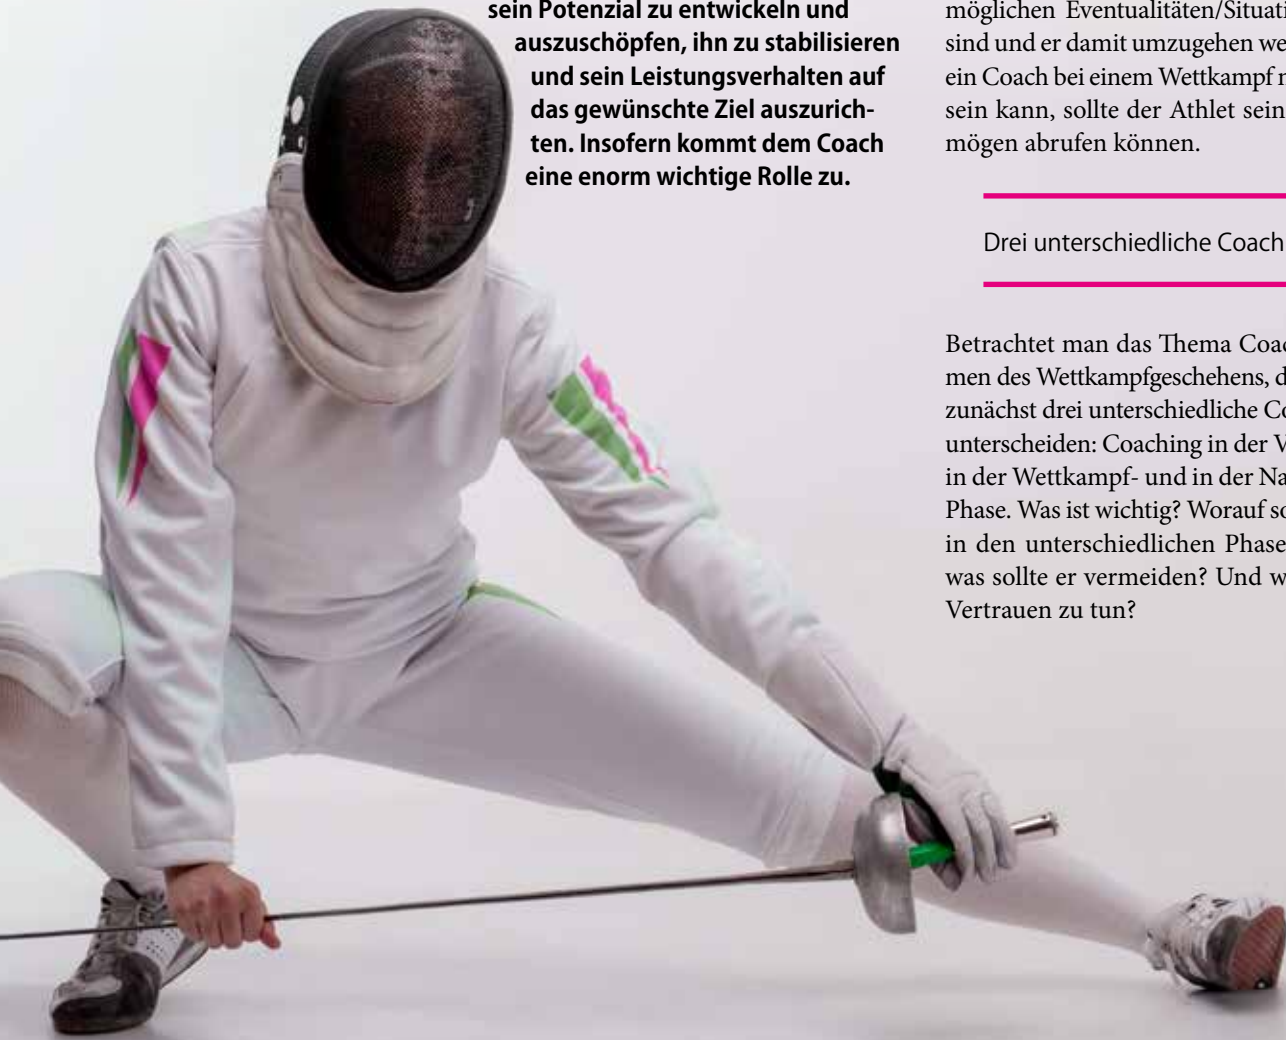 sein Potenzial zu entwickeln und
auszuschöpfen, ihn zu stabilisieren
und sein Leistungsverhalten auf
das gewünschte Ziel auszurich-
ten. Insofern kommt dem Coach
eine enorm wichtige Rolle zu.
möglichen Eventualitäten/Situati
sind und er damit umzugehen we
ein Coach bei einem Wettkampf n
sein kann, sollte der Athlet sein
mögen abrufen können.
Drei unterschiedliche Coach
Betrachtet man das Thema Coac
men des Wettkampfgeschehens, d
zunächst drei unterschiedliche Co
unterscheiden: Coaching in der V
in der Wettkampf- und in der Na
Phase. Was ist wichtig? Worauf so
in den unterschiedlichen Phase
was sollte er vermeiden? Und w
Vertrauen zu tun?